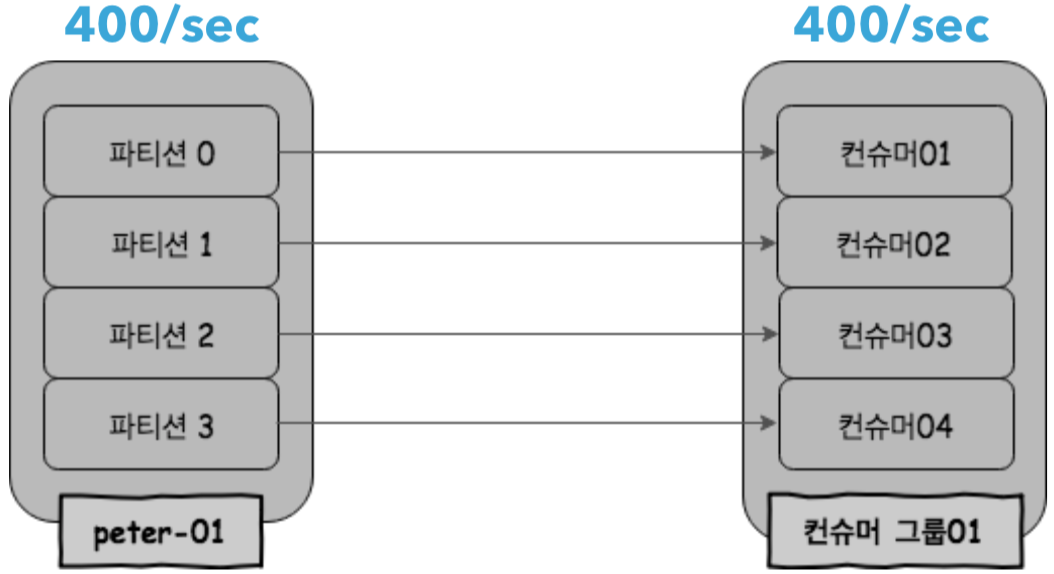 400/sec
400/sec
파티션 0
컨슈머01
파티션 1
컨슈머02
파티션 2
컨슈머03
파티션 3
컨슈머04
peter-01
컨슈머 그룹01